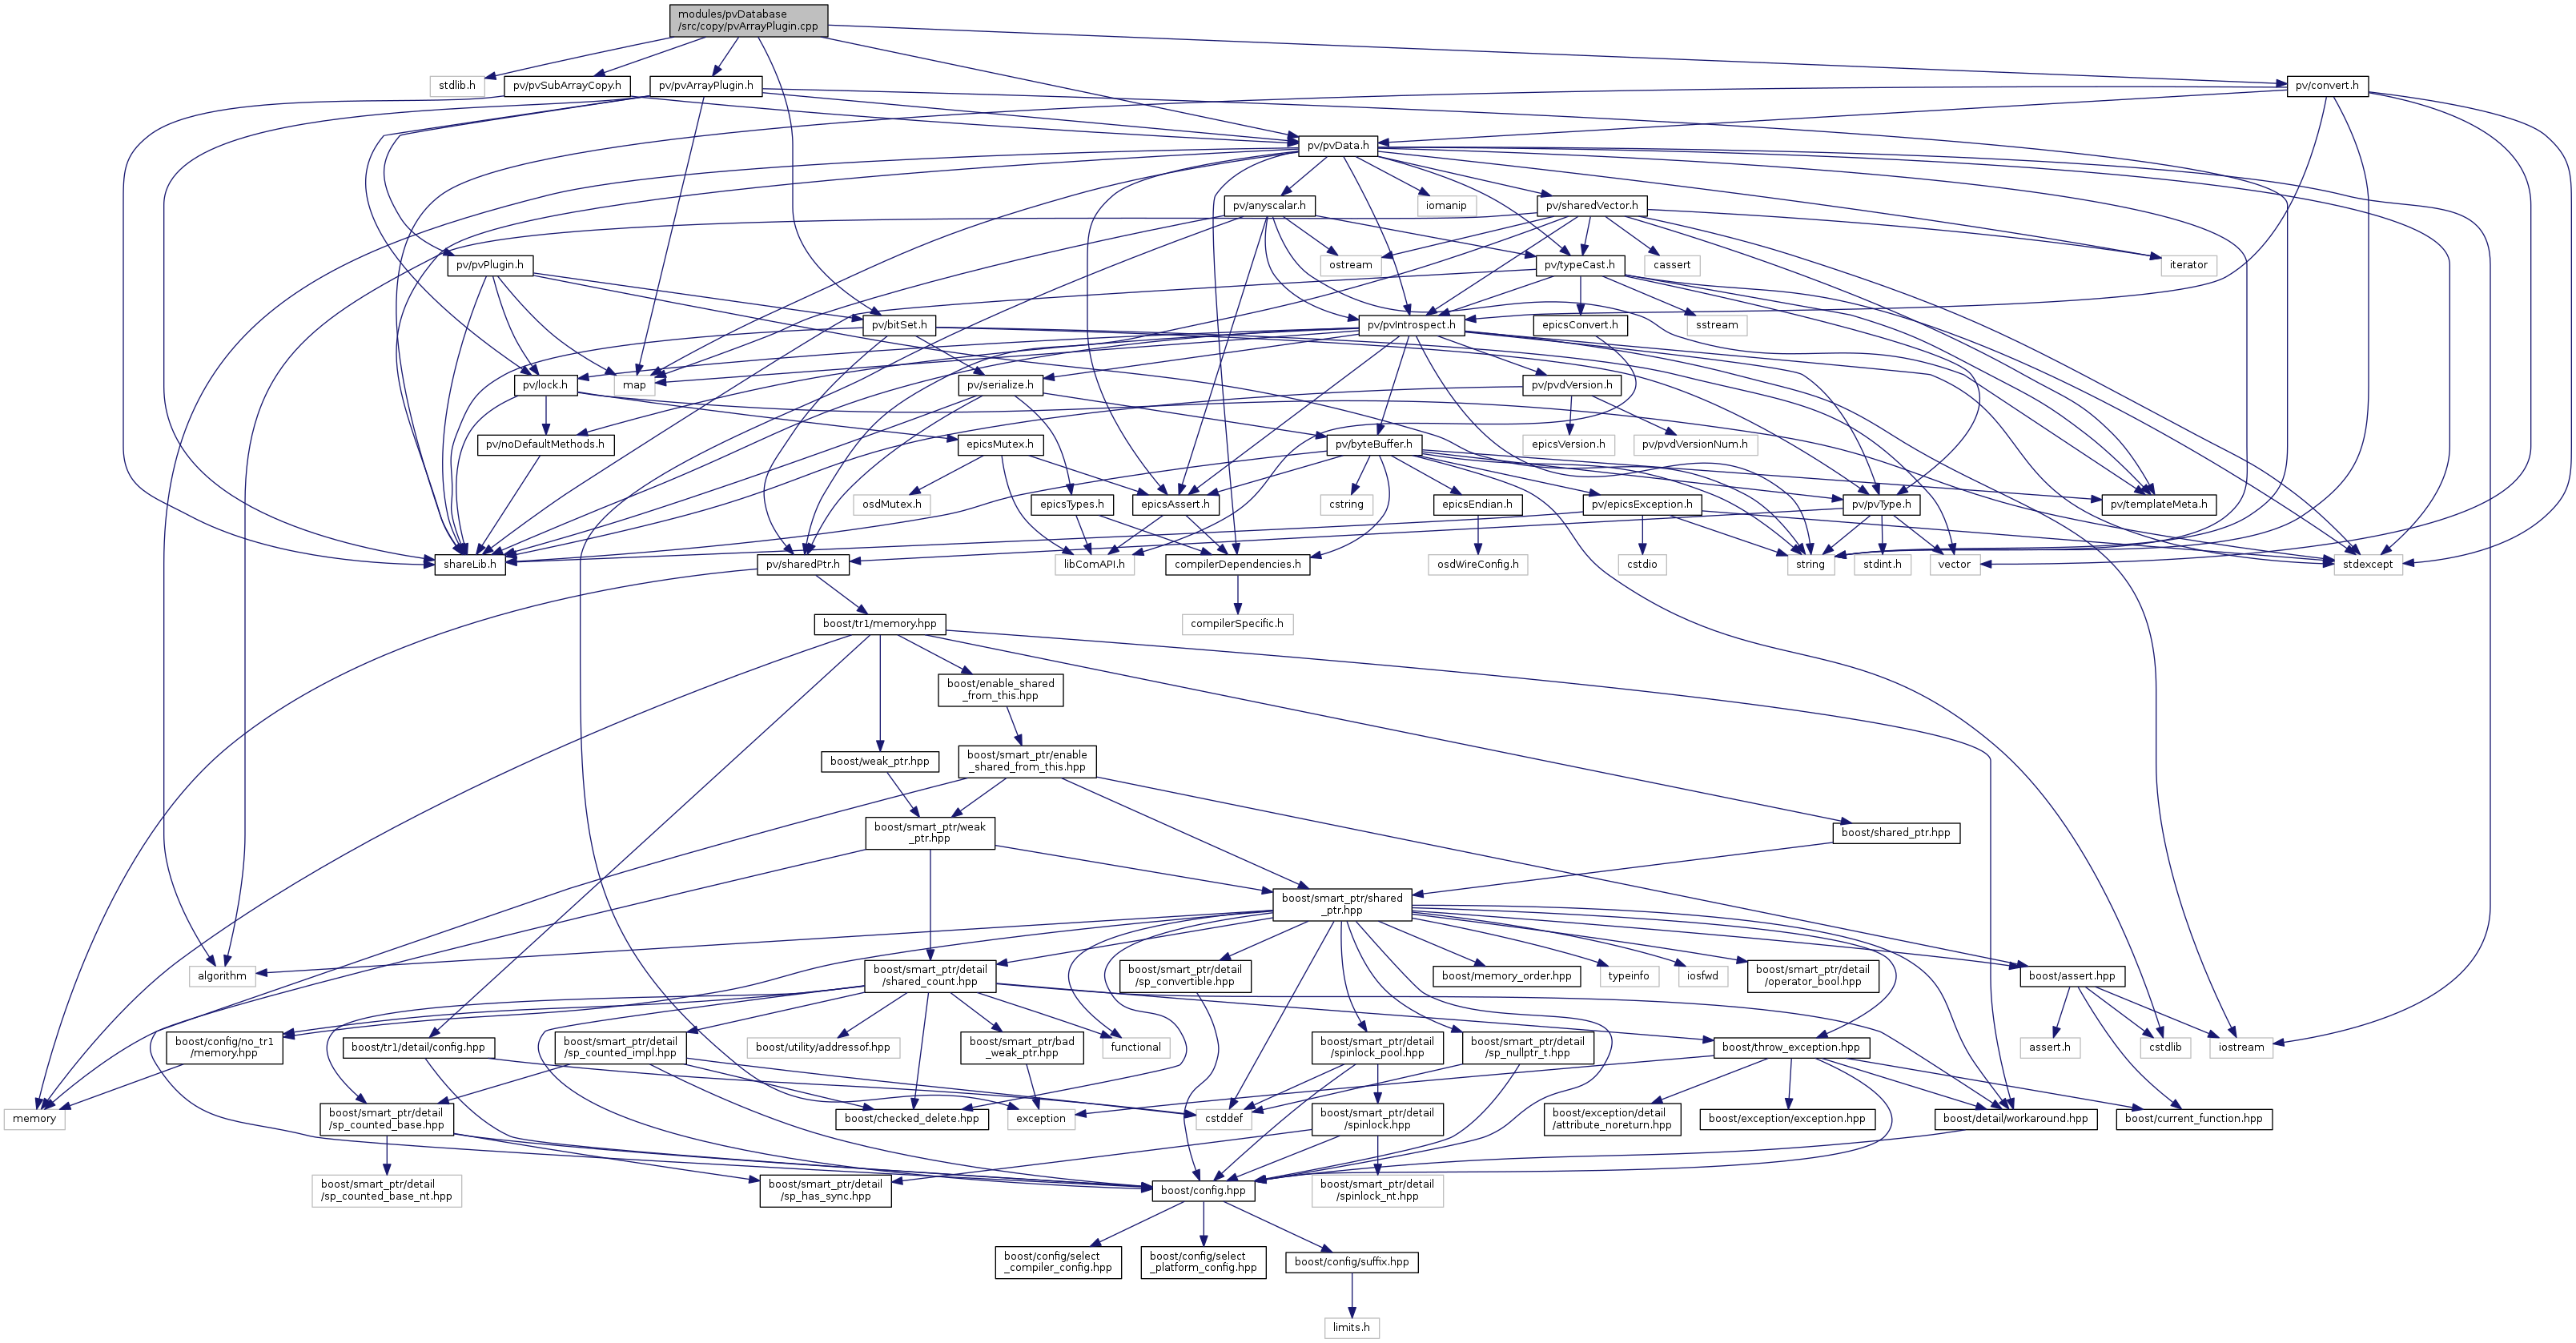 modules/pvDatabase
/src/copy/pvArrayPlugin.cpp
stdlib.h
pv/pvSubArrayCopy.h
pv/pvArrayPlugin.h
pv/convert.h
pv/pvData.h
pv/anyscalar.h
iomanip
pv/sharedVector.h
pv/pvPlugin.h
ostream
pv/typeCast.h
cassert
iterator
pv/bitSet.h
pv/pvIntrospect.h
epicsConvert.h
sstream
pv/lock.h
map
pv/serialize.h
pv/pvdVersion.h
pv/noDefaultMethods.h
epicsMutex.h
pv/byteBuffer.h
epicsVersion.h
pv/pvdVersionNum.h
osdMutex.h
epicsTypes.h
epicsAssert.h
cstring
epicsEndian.h
pv/epicsException.h
pv/pvType.h
pv/templateMeta.h
shareLib.h
pv/sharedPtr.h
libComAPI.h
compilerDependencies.h
osdWireConfig.h
cstdio
string
stdint.h
vector
stdexcept
boost/tr1/memory.hpp
compilerSpecific.h
boost/enable_shared
_from_this.hpp
boost/weak_ptr.hpp
boost/smart_ptr/enable
_shared_from_this.hpp
boost/smart_ptr/weak
_ptr.hpp
boost/shared_ptr.hpp
boost/smart_ptr/shared
_ptr.hpp
algorithm
boost/smart_ptr/detail
/shared_count.hpp
boost/smart_ptr/detail
/sp_convertible.hpp
boost/memory_order.hpp
typeinfo
iosfwd
boost/smart_ptr/detail
/operator_bool.hpp
boost/assert.hpp
boost/config/no_tr1
/memory.hpp
boost/tr1/detail/config.hpp
boost/smart_ptr/detail
/sp_counted_impl.hpp
boost/utility/addressof.hpp
boost/smart_ptr/bad
_weak_ptr.hpp
functional
boost/smart_ptr/detail
/spinlock_pool.hpp
boost/smart_ptr/detail
/sp_nullptr_t.hpp
boost/throw_exception.hpp
assert.h
cstdlib
iostream
memory
boost/smart_ptr/detail
/sp_counted_base.hpp
boost/checked_delete.hpp
exception
cstddef
boost/smart_ptr/detail
/spinlock.hpp
boost/exception/detail
/attribute_noreturn.hpp
boost/exception/exception.hpp
boost/detail/workaround.hpp
boost/current_function.hpp
boost/smart_ptr/detail
/sp_counted_base_nt.hpp
boost/smart_ptr/detail
/sp_has_sync.hpp
boost/config.hpp
boost/smart_ptr/detail
/spinlock_nt.hpp
boost/config/select
_compiler_config.hpp
boost/config/select
_platform_config.hpp
boost/config/suffix.hpp
limits.h